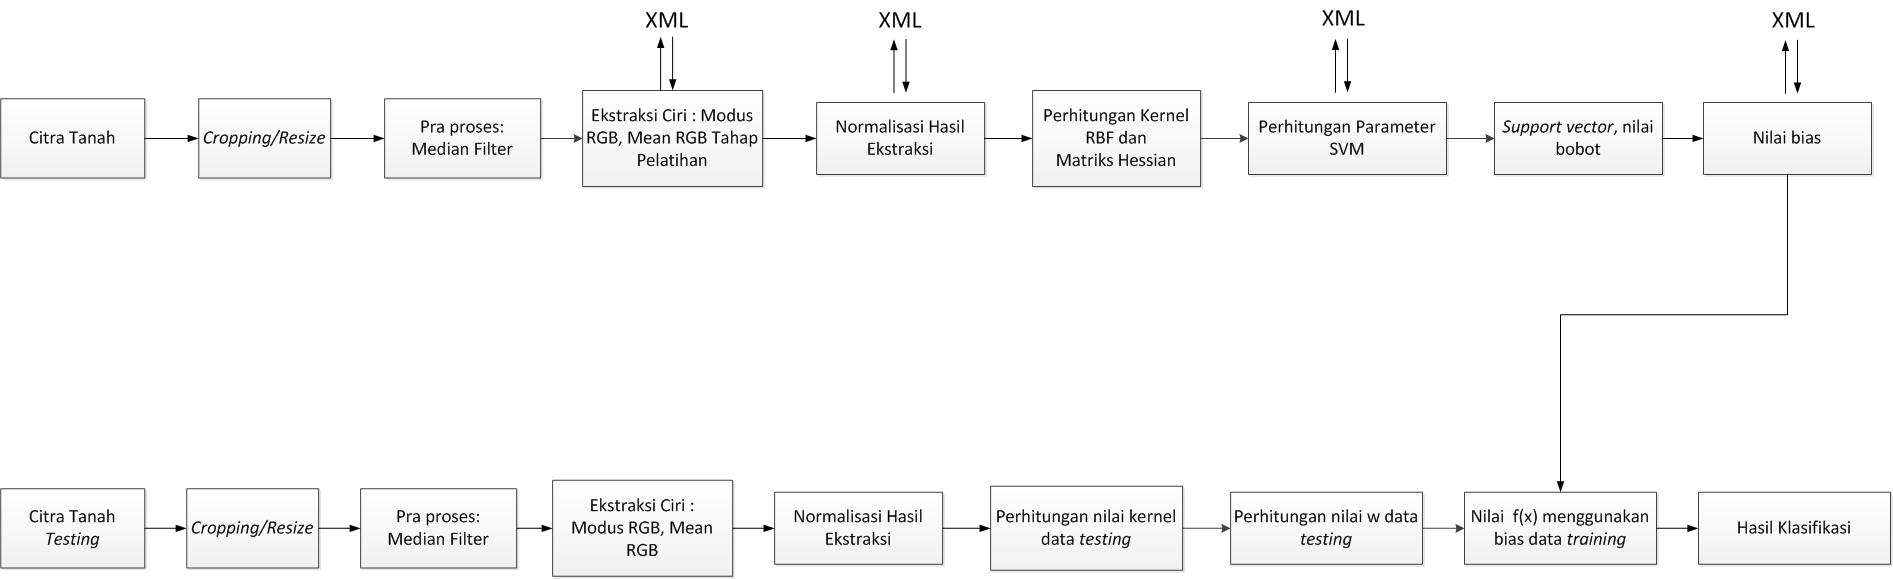 XML
XML
XML
XML
Citra Tanah
Cropping/Resize
Pra proses:
Median Filter
Ekstraksi Ciri : Modus
RGB, Mean RGB Tahap
Pelatihan
Normalisasi Hasil
Ekstraksi
Perhitungan Kernel
RBF dan
Matriks Hessian
Perhitungan Parameter
SVM
Support vector, nilai
bobot
Nilai bias
Citra Tanah
Testing
Cropping/Resize
Pra proses:
Median Filter
Ekstraksi Ciri :
Modus RGB, Mean
RGB
Normalisasi Hasil
Ekstraksi
Perhitungan nilai kernel
data testing
Perhitungan nilai w data
testing
Nilai f(x) menggunakan
bias data training
Hasil Klasifikasi